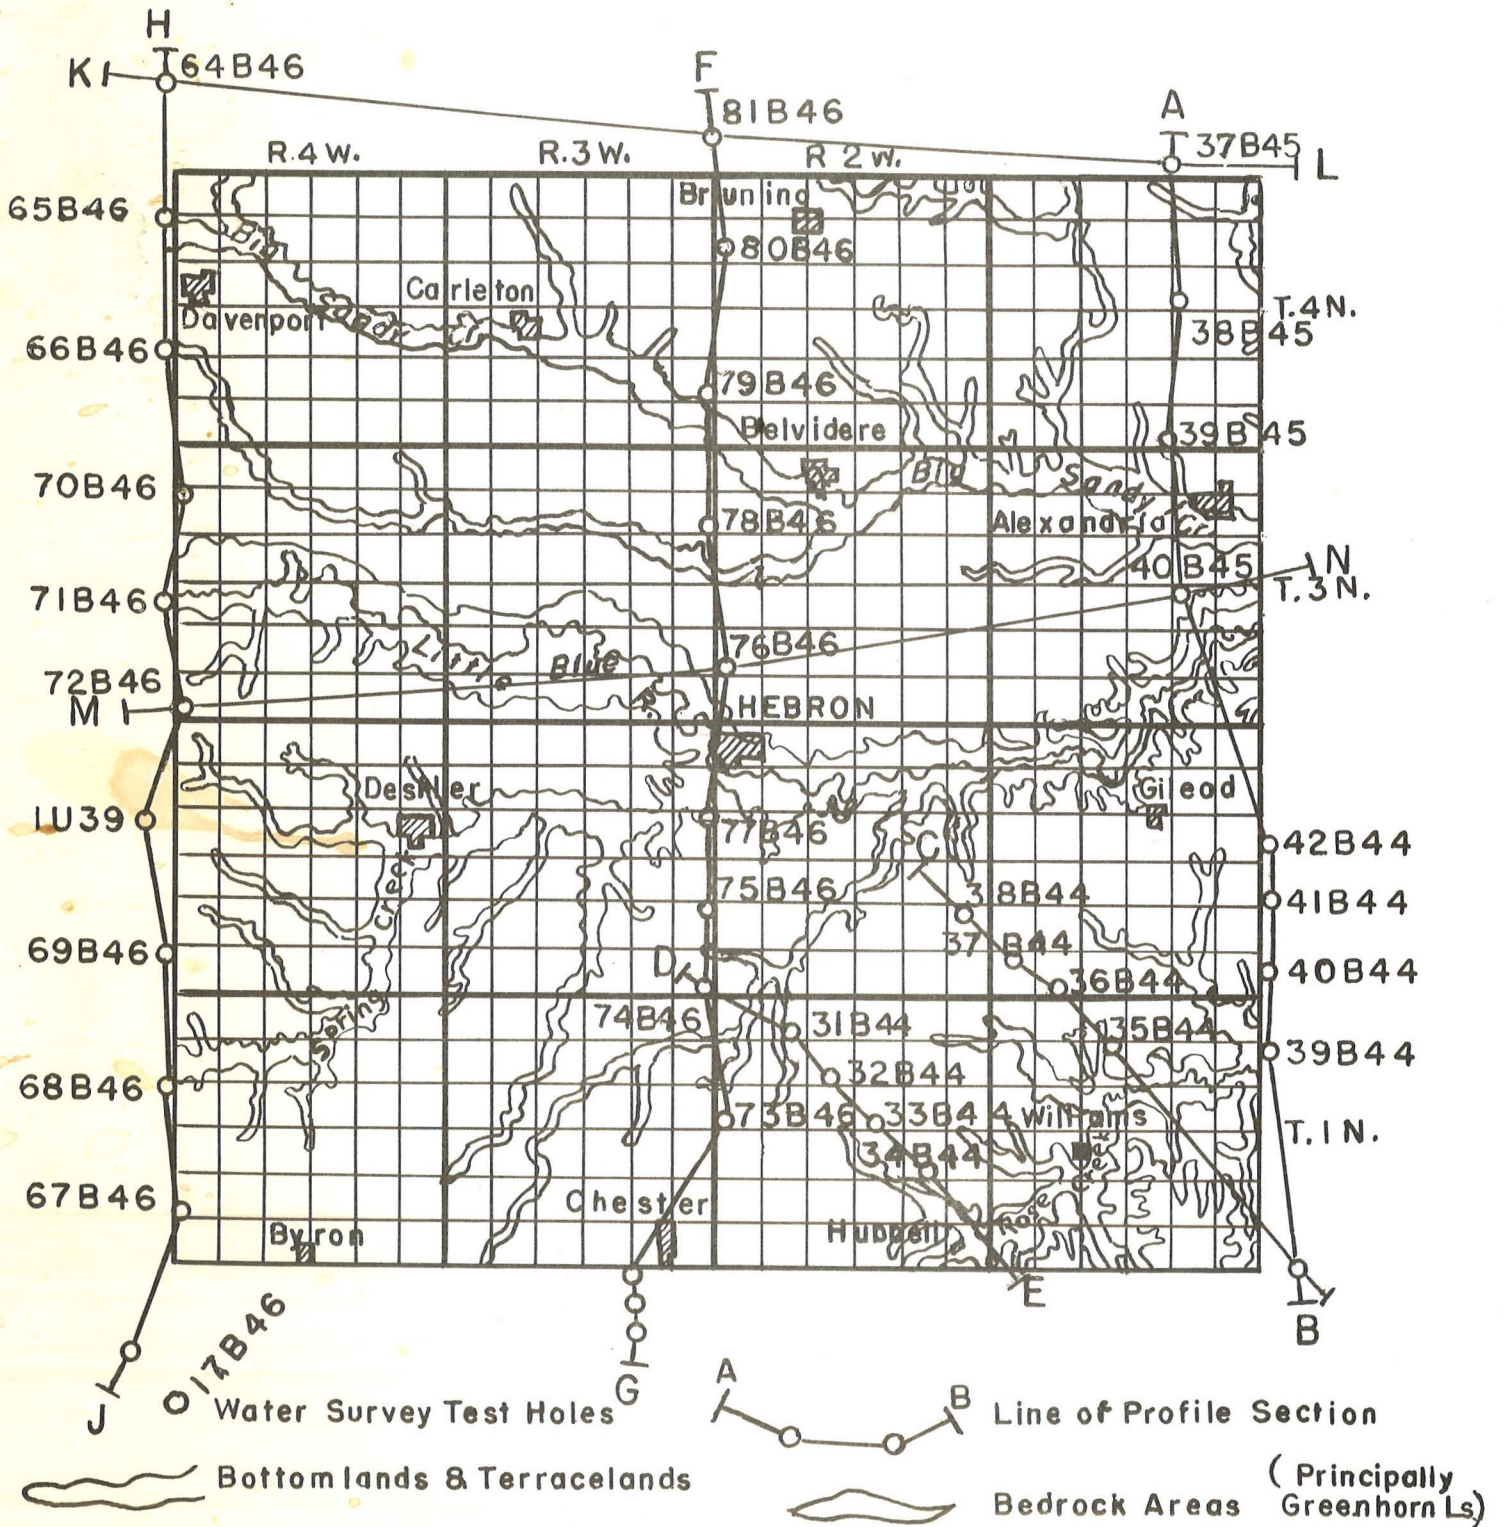 H
K 64B46
F
81B46
A
37B45
L
R.4W. R.3W. R 2W.
Bruning
65B46
Big
80B46
Carleton
Davenport
Sandy
Cr.
T.4N.
38B45
66B46
79B46
Belvidere
39B45
70B46
Big
Sandy
78B46
Alexandria Cr.
40B45
N
T.3N.
71B46
76B46
Little Blue
R.
72B46
M
HEBRON
Deshler
Gilead
1U39
77B46
C
42B44
Creek
75B46
38B44
41B44
69B46
37B44
D
36B44
40B44
74B46
31B44
35B44
39B44
Spring
68B46
32B44
73B46
33B44
Williams
T.1N.
34B44
Creek
67B46
Chester
Rose
Byron
Hubbell
E
B
17B46
J
G
Water Survey Test Holes
A B
Line of Profile Section
Bottomlands & Terracelands
Bedrock Areas
(Principally
Greenhorn Ls)